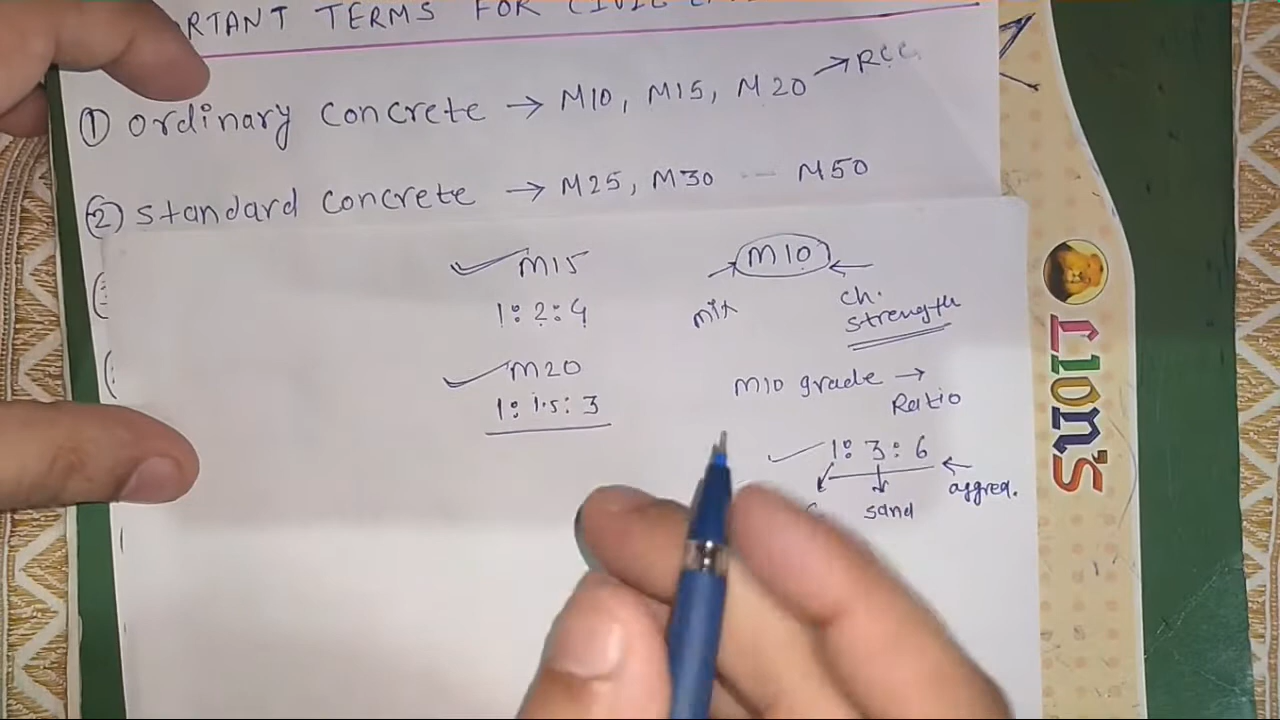 RTANT TERMS FOR CIVIL
① Ordinary Concrete → M10, M15, M20 → RCC
② Standard Concrete → M25, M30 --- M50
M15
1:2:4
M20
1:1.5:3
M10
mix
Ch.
Strength
M10 grade →
Ratio
1:3:6
sand
aggreg.
LION